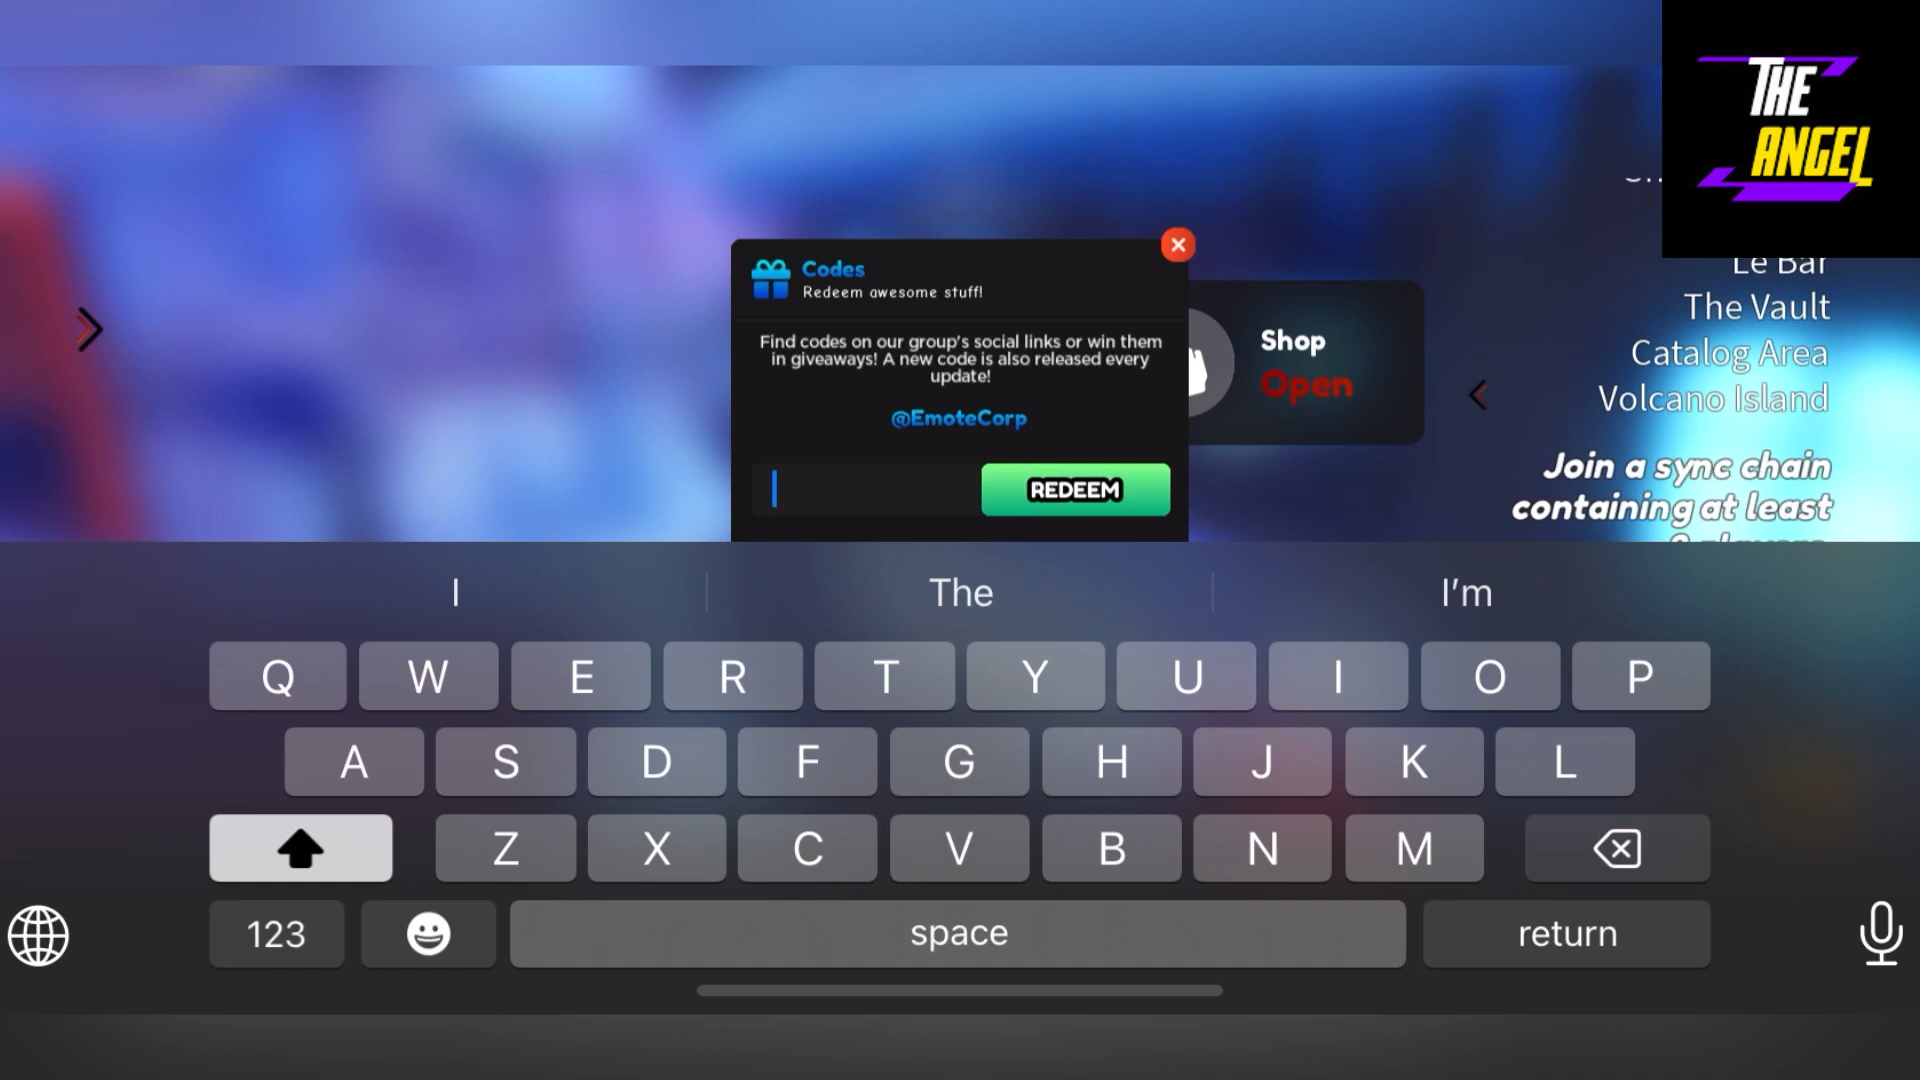 THE
ANGEL
Codes
Redeem awesome stuff!
Find codes on our group's social links or win them
in giveaways! A new code is also released every
update!
@EmoteCorp
REDEEM
Shop
Open
Le Bar
The Vault
Catalog Area
Volcano Island
Join a sync chain
containing at least
I The I'm
Q W E R T Y U I O P
A S D F G H J K L
Z X C V B N M
123 space return